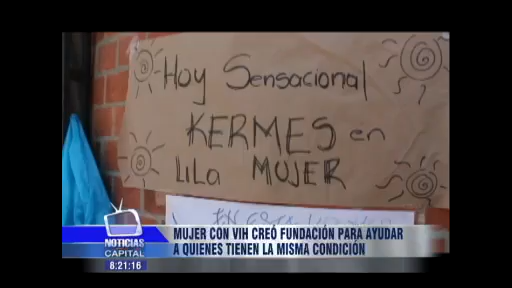 Hoy Sensacional
KERMES en
LiLa MUJER
NOTICIAS
CAPITAL
8:21:16
MUJER CON VIH CREÓ FUNDACIÓN PARA AYUDAR
A QUIENES TIENEN LA MISMA CONDICIÓN